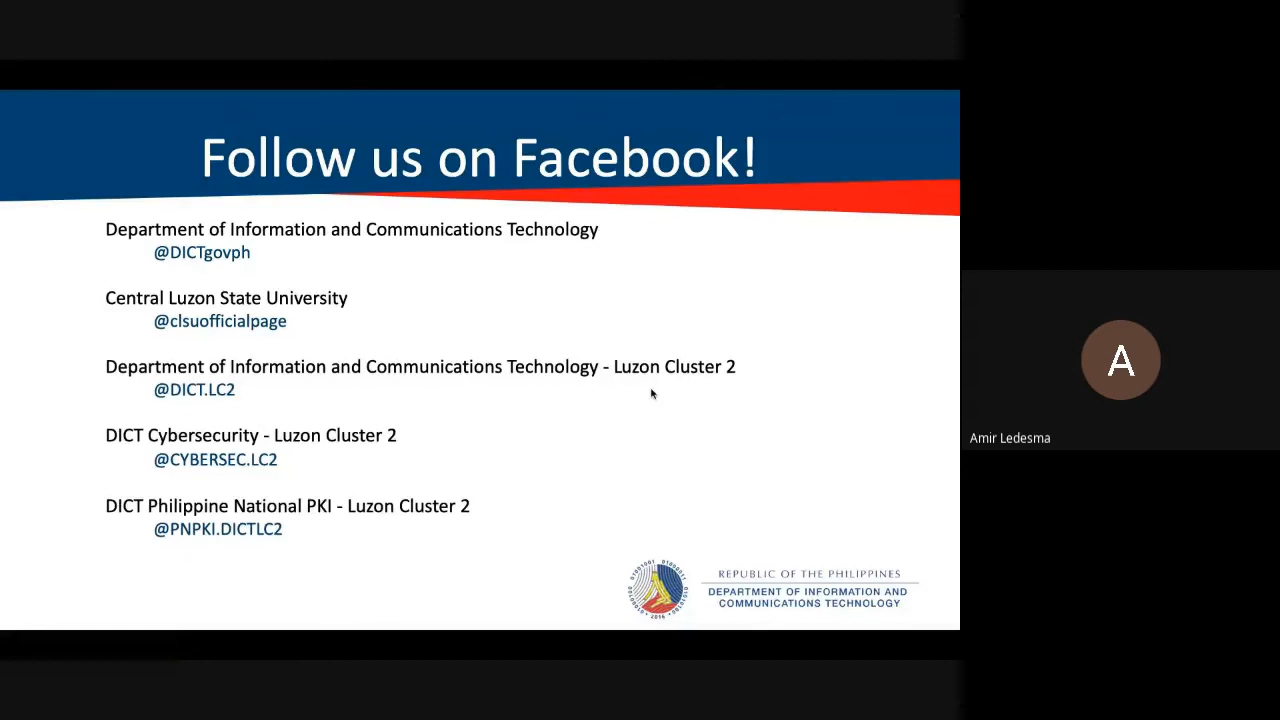 Follow us on Facebook!
Department of Information and Communications Technology
@DICTgovph
Central Luzon State University
@clsuofficialpage
Department of Information and Communications Technology - Luzon Cluster 2
@DICT.LC2
DICT Cybersecurity - Luzon Cluster 2
@CYBERSEC.LC2
DICT Philippine National PKI - Luzon Cluster 2
@PNPKI.DICTLC2
REPUBLIC OF THE PHILIPPINES
DEPARTMENT OF INFORMATION AND
COMMUNICATIONS TECHNOLOGY
A
Amir Ledesma